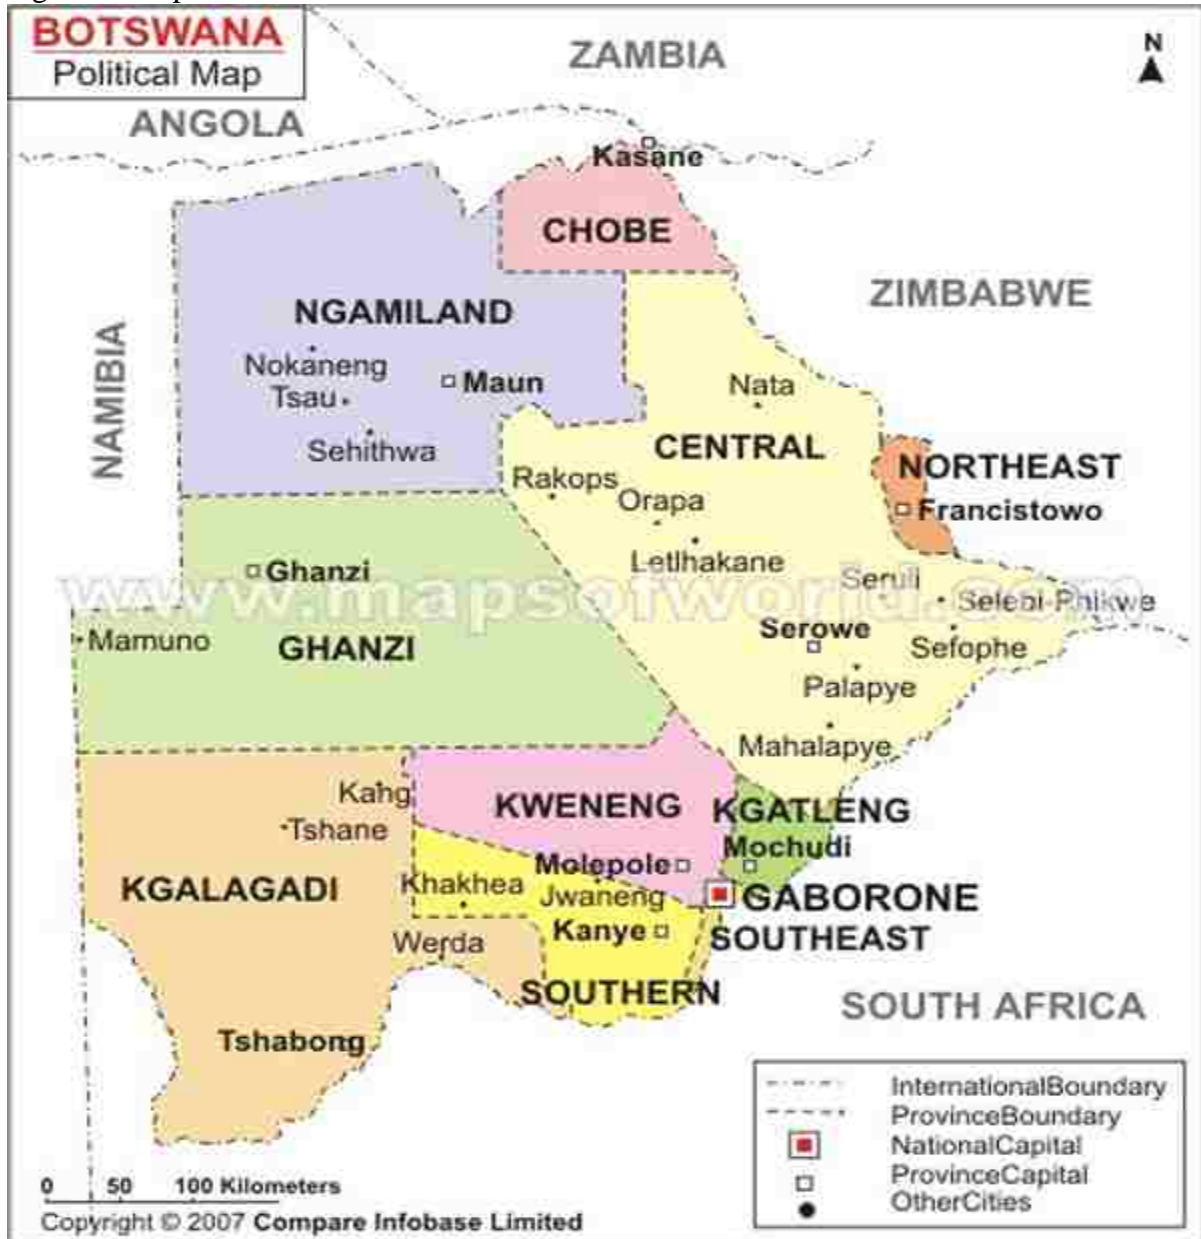 BOTSWANA
Political Map
ZAMBIA
N
ANGOLA
Kasane
CHOBE
ZIMBABWE
NGAMILAND
NAMIBIA
Nokaneng
Maun
Nata
Tsau
Sehithwa
CENTRAL
NORTHEAST
Rakops
Orapa
Francistowo
Letlhakane
Ghanzi
Seruli
www.mapsofworld.com
Selebi-Phikwe
Mamuno
GHANZI
Serowe
Sefophe
Palapye
Mahalapye
Kahg
KWENENG
KGATLENG
Tshane
Mochudi
Molepole
KGALAGADI
Khakhea
Jwaneng
GABORONE
Kanye
SOUTHEAST
Werda
SOUTHERN
SOUTH AFRICA
Tshabong
InternationalBoundary
ProvinceBoundary
NationalCapital
ProvinceCapital
OtherCities
0 50 100 Kilometers
Copyright © 2007 Compare Infobase Limited